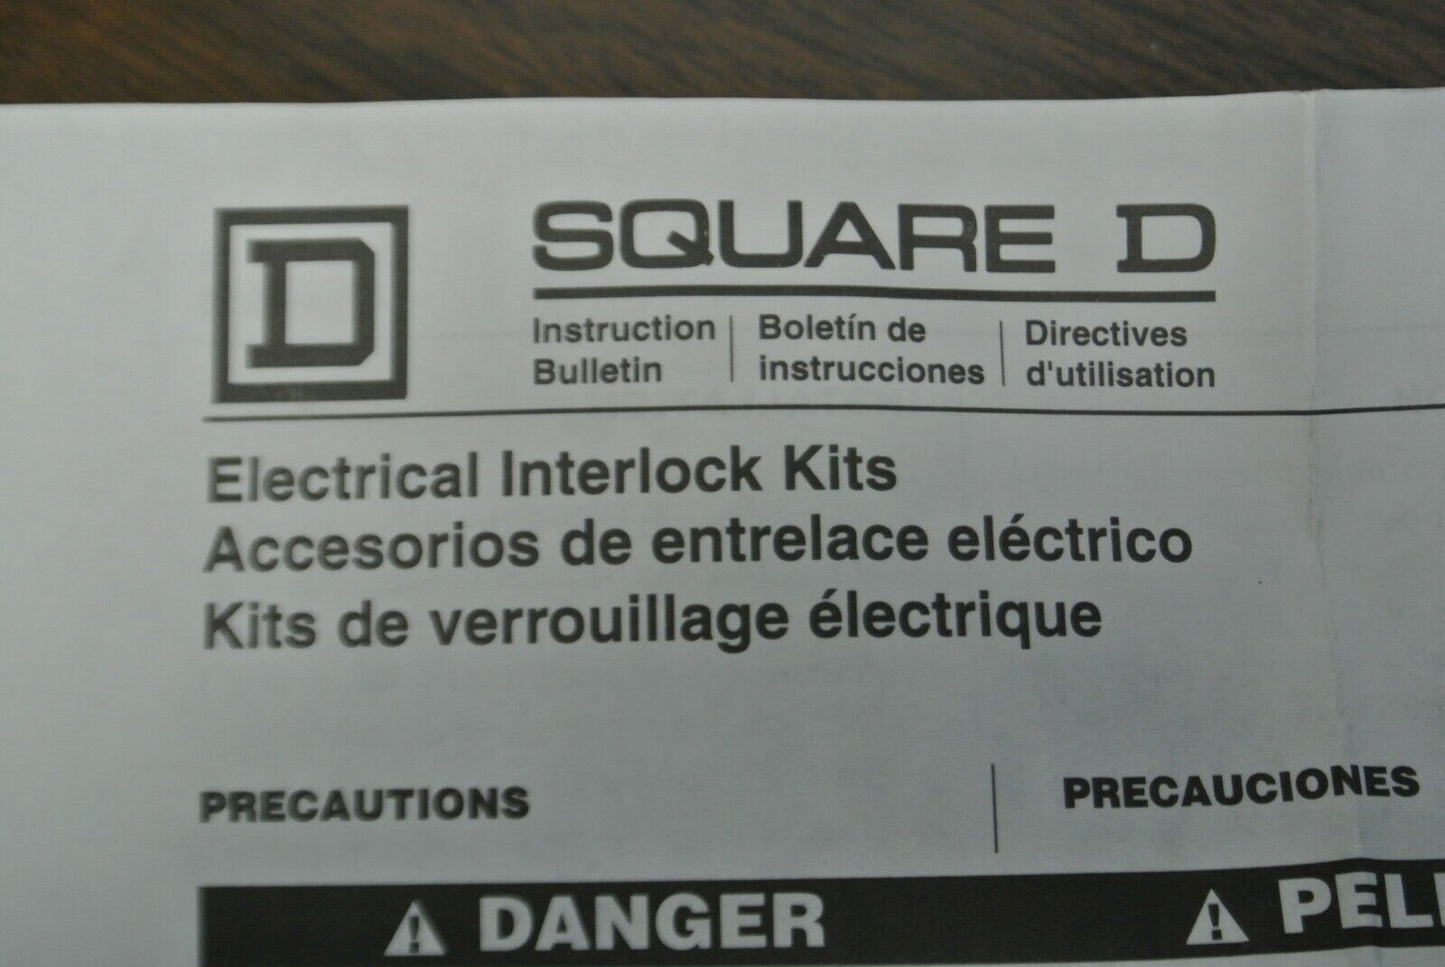 D
SQUARE D
Instruction Bulletin
Boletín de instrucciones
Directives d'utilisation
Electrical Interlock Kits
Accesorios de entrelace eléctrico
Kits de verrouillage électrique
PRECAUTIONS
PRECAUCIONES
DANGER
PELI